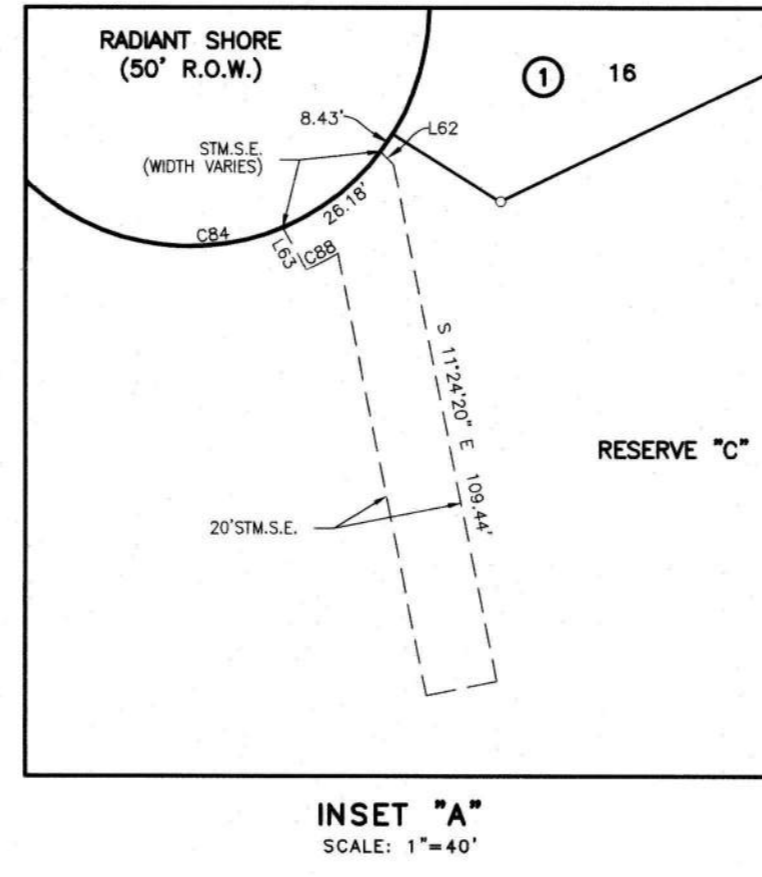 RADIANT SHORE
(50' R.O.W.)
1
16
8.43'
L62
STM.S.E.
(WIDTH VARIES)
26.18'
C84
L63
C88
S 11°24'20" E 109.44'
RESERVE "C"
20'STM.S.E.
INSET "A"
SCALE: 1"=40'